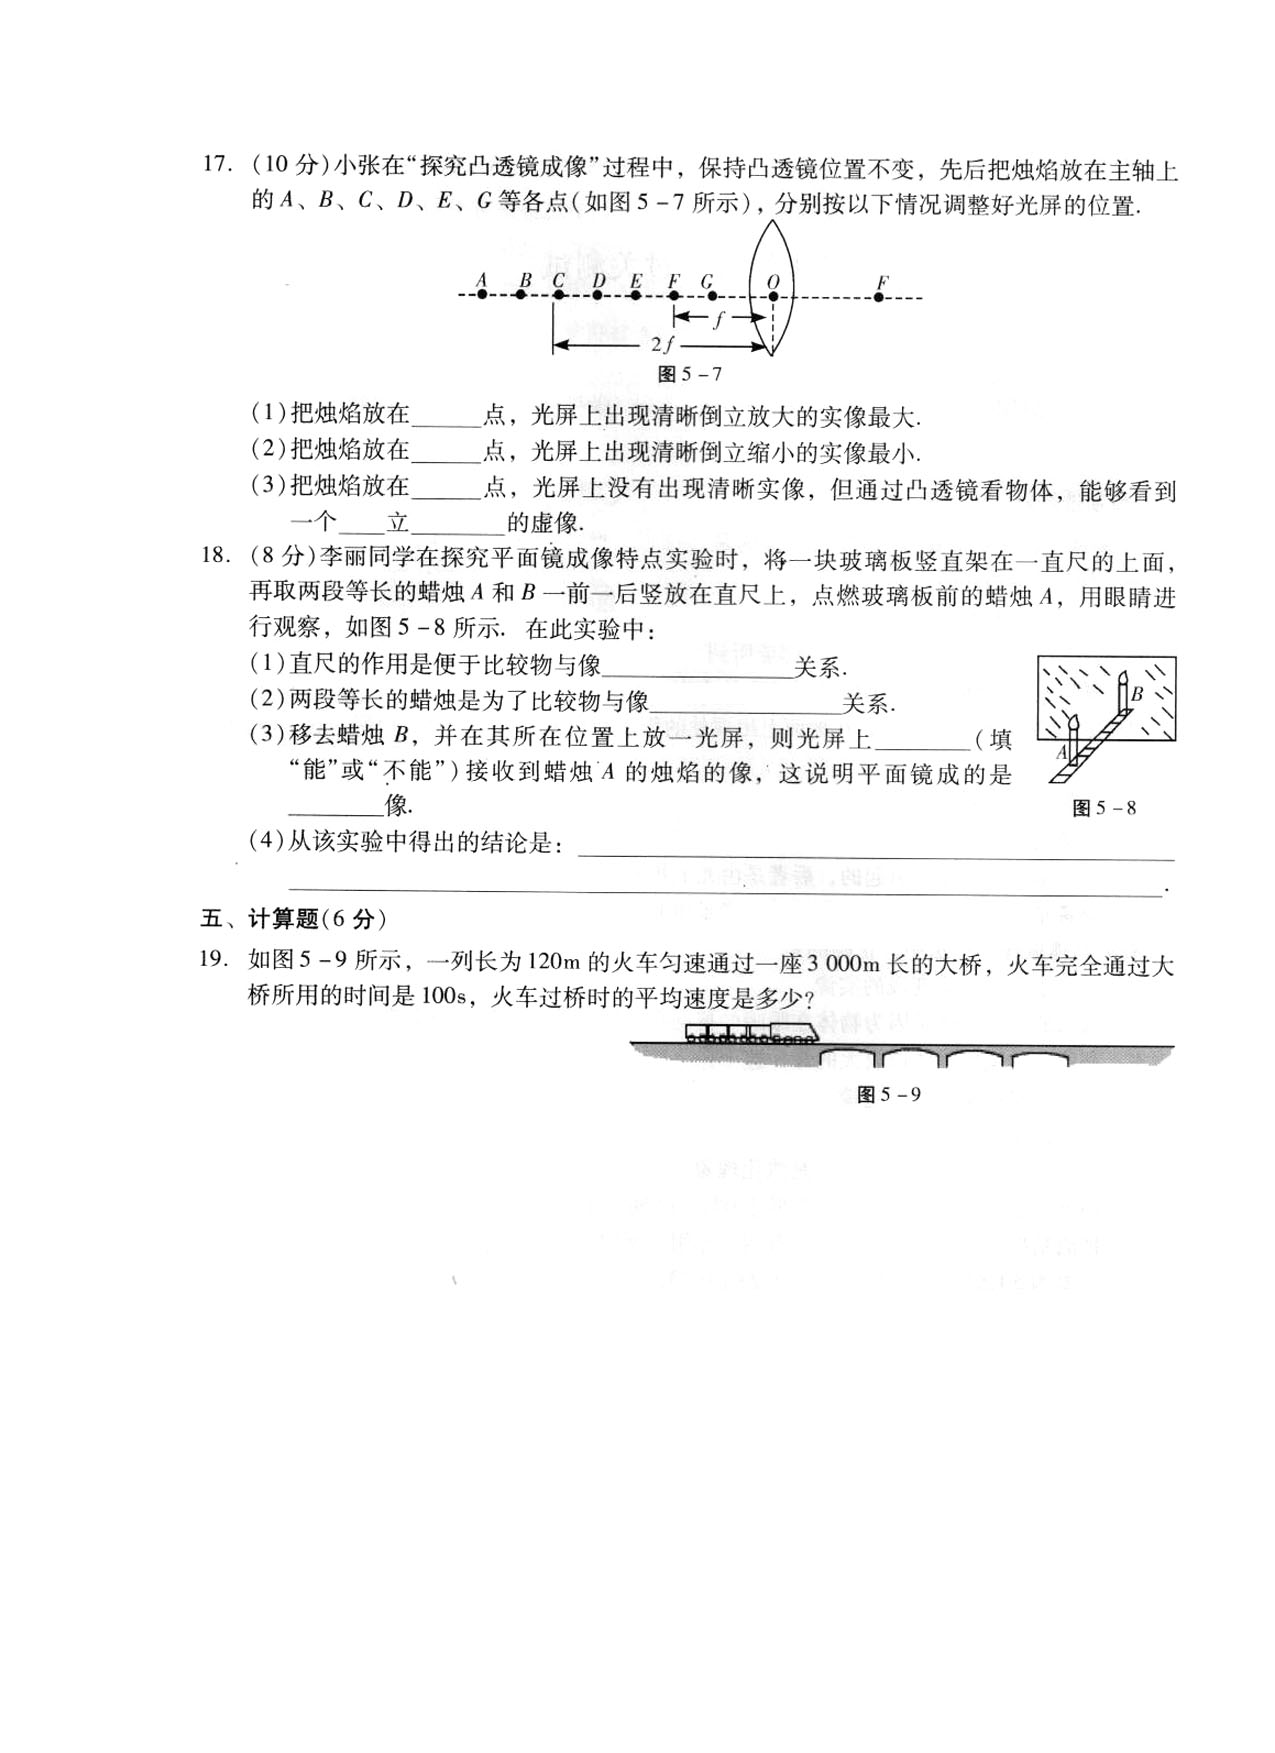 17. (10 分)小张在“探究凸透镜成像”过程中，保持凸透镜位置不变，先后把烛焰放在主轴上
的 A、B、C、D、E、G 等各点(如图 5－7 所示)，分别按以下情况调整好光屏的位置.
A B C D E F G O F
f
2f
图 5－7
(1)把烛焰放在______点，光屏上出现清晰倒立放大的实像最大.
(2)把烛焰放在______点，光屏上出现清晰倒立缩小的实像最小.
(3)把烛焰放在______点，光屏上没有出现清晰实像，但通过凸透镜看物体，能够看到
一个____立________的虚像.
18. (8 分)李丽同学在探究平面镜成像特点实验时，将一块玻璃板竖直架在一直尺的上面，
再取两段等长的蜡烛 A 和 B 一前一后竖放在直尺上，点燃玻璃板前的蜡烛 A，用眼睛进
行观察，如图 5－8 所示. 在此实验中：
(1)直尺的作用是便于比较物与像________________关系.
(2)两段等长的蜡烛是为了比较物与像________________关系.
(3)移去蜡烛 B，并在其所在位置上放一光屏，则光屏上________(填
“能”或“不能”)接收到蜡烛 A 的烛焰的像，这说明平面镜成的是
________像.
B
A
图 5－8
(4)从该实验中得出的结论是：________________________________
________________________________.
五、计算题(6 分)
19. 如图 5－9 所示，一列长为 120m 的火车匀速通过一座 3 000m 长的大桥，火车完全通过大
桥所用的时间是 100s，火车过桥时的平均速度是多少?
图 5－9